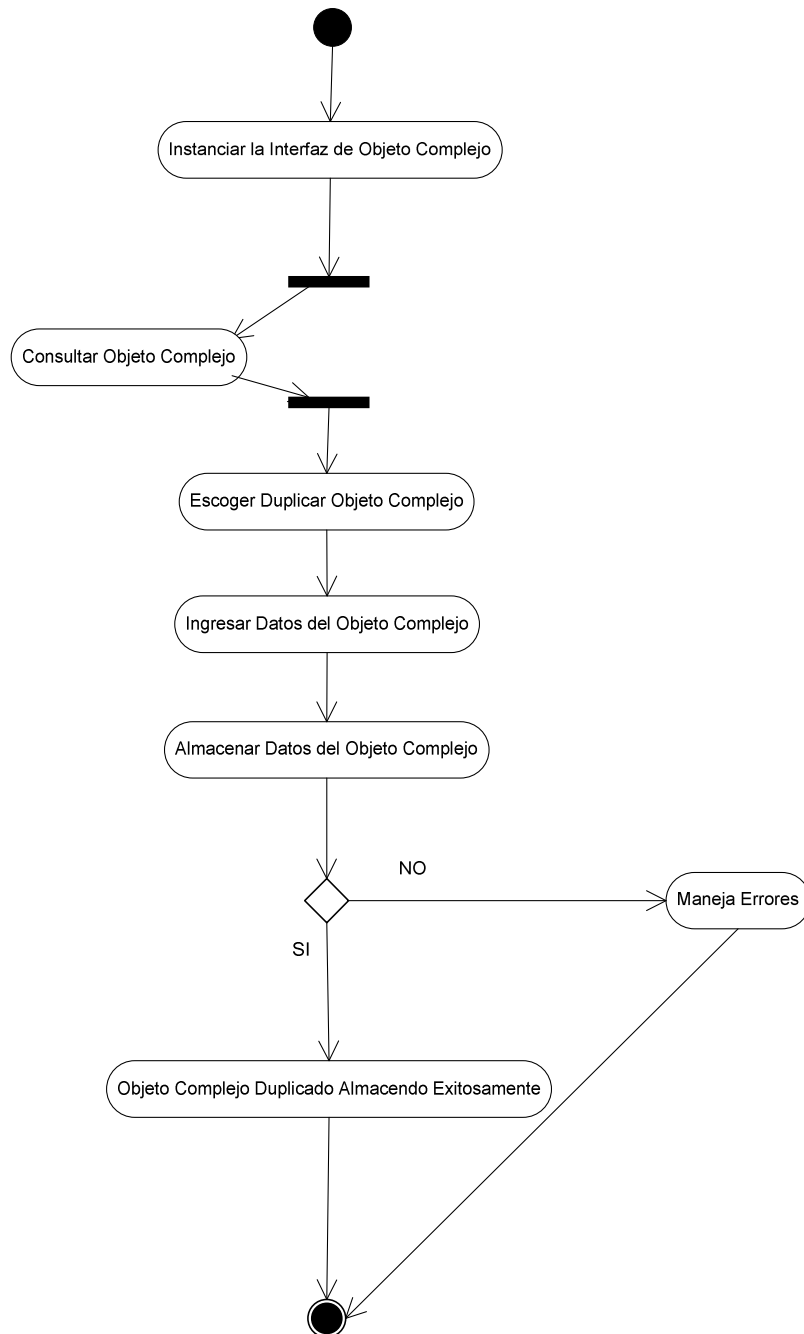 Instanciar la Interfaz de Objeto Complejo
Consultar Objeto Complejo
Escoger Duplicar Objeto Complejo
Ingresar Datos del Objeto Complejo
Almacenar Datos del Objeto Complejo
NO
Maneja Errores
SI
Objeto Complejo Duplicado Almacendo Exitosamente